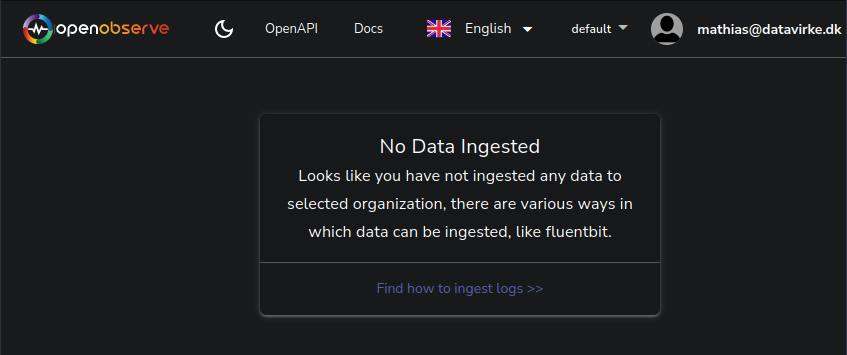 openobserve OpenAPI Docs English default mathias@datavirke.dk
No Data Ingested
Looks like you have not ingested any data to
selected organization, there are various ways in
which data can be ingested, like fluentbit.
Find how to ingest logs >>